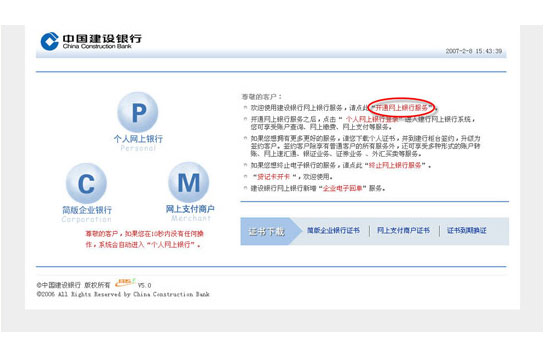 中国建设银行
China Construction Bank
2007-2-8 15:43:39
尊敬的客户：
欢迎使用建设银行网上银行服务，请点此“开通网上银行服务”。
开通网上银行服务之后，点击“个人网上银行登录”进入建行网上银行系统，
您可享受账户查询、网上缴费、网上支付等服务。
如果您想拥有更多更好的服务，请您下载个人证书，并到建行柜台签约，升级为
签约客户。签约客户除享有普通客户的所有服务外，还可享受多种形式的账户转
账、网上速汇通、银证业务、证券业务、外汇买卖等服务。
如果您想终止电子银行的服务，请点此“终止网上银行服务”。
“贷记卡开卡”，欢迎使用。
建设银行网上银行新增“企业电子回单”服务。
P
个人网上银行
Personal
C
简版企业银行
Corporation
M
网上支付商户
Merchant
尊敬的客户，如果您在10秒内没有任何操
作，系统会自动进入“个人网上银行”。
证书下载
简版企业银行证书
网上支付商户证书
证书到期换证
©中国建设银行 版权所有
V5.0
©2006 All Rights Reserved by China Construction Bank